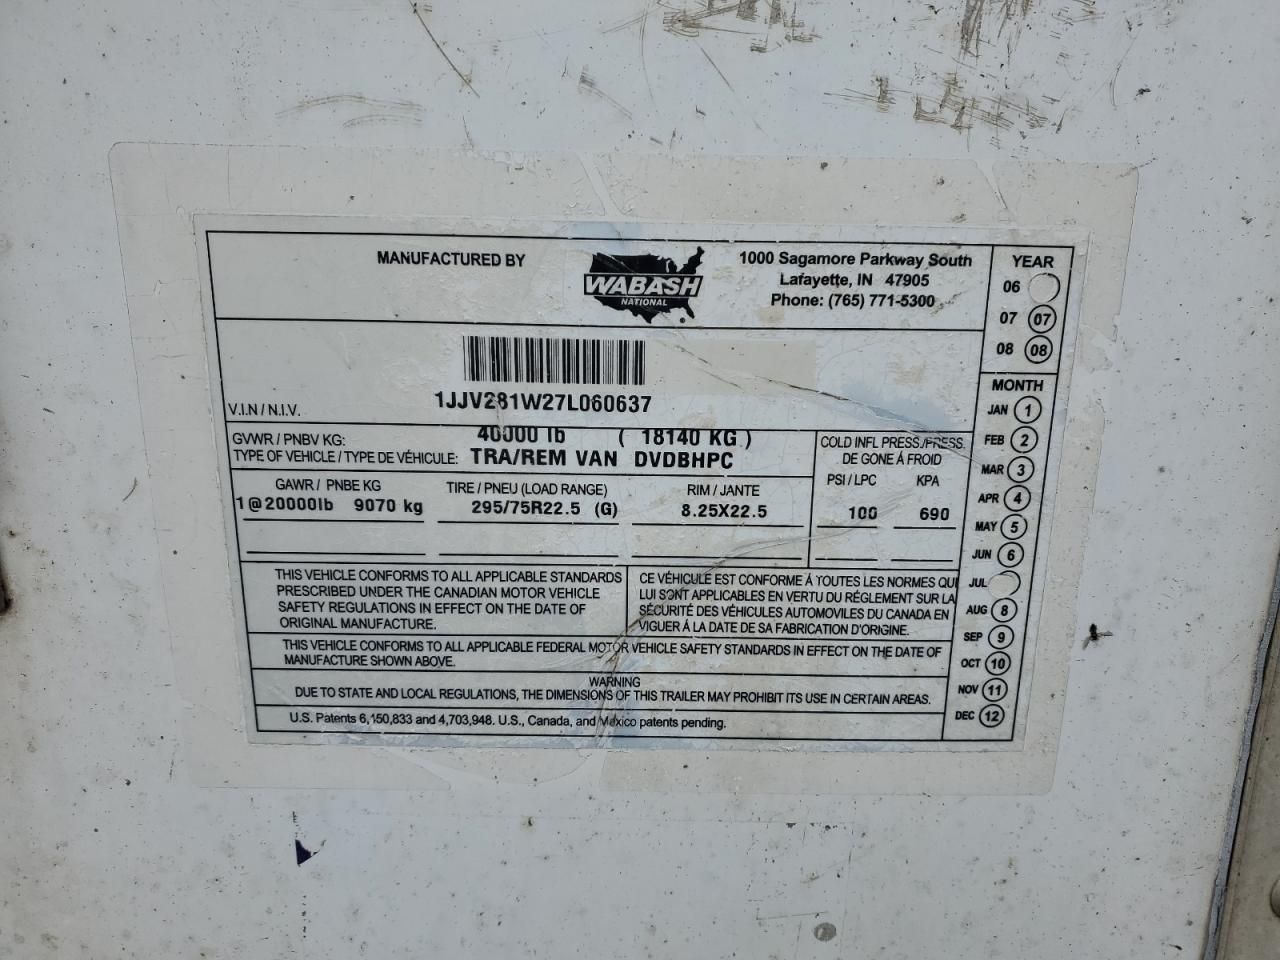 MANUFACTURED BY
WABASH
NATIONAL
1000 Sagamore Parkway South
Lafayette, IN 47905
Phone: (765) 771-5300
YEAR
06
07 07
08 08
1JJV281W27L060637
V.I.N / N.I.V.
GVWR / PNBV KG: 40000 lb ( 18140 KG )
TYPE OF VEHICLE / TYPE DE VÉHICULE: TRA/REM VAN DVDBHPC
COLD INFL PRESS./PRESS.
DE GONE À FROID
PSI / LPC KPA
100 690
GAWR / PNBE KG TIRE / PNEU (LOAD RANGE) RIM / JANTE
1@20000lb 9070 kg 295/75R22.5 (G) 8.25X22.5
MONTH
JAN 1
FEB 2
MAR 3
APR 4
MAY 5
JUN 6
JUL
AUG 8
SEP 9
OCT 10
NOV 11
DEC 12
THIS VEHICLE CONFORMS TO ALL APPLICABLE STANDARDS
PRESCRIBED UNDER THE CANADIAN MOTOR VEHICLE
SAFETY REGULATIONS IN EFFECT ON THE DATE OF
ORIGINAL MANUFACTURE.
CE VÉHICULE EST CONFORME À TOUTES LES NORMES QUI
LUI SONT APPLICABLES EN VERTU DU RÉGLEMENT SUR LA
SÉCURITÉ DES VÉHICULES AUTOMOVILES DU CANADA EN
VIGUER À LA DATE DE SA FABRICATION D'ORIGINE.
THIS VEHICLE CONFORMS TO ALL APPLICABLE FEDERAL MOTOR VEHICLE SAFETY STANDARDS IN EFFECT ON THE DATE OF
MANUFACTURE SHOWN ABOVE.
WARNING
DUE TO STATE AND LOCAL REGULATIONS, THE DIMENSIONS OF THIS TRAILER MAY PROHIBIT ITS USE IN CERTAIN AREAS.
U.S. Patents 6,150,833 and 4,703,948. U.S., Canada, and Mexico patents pending.